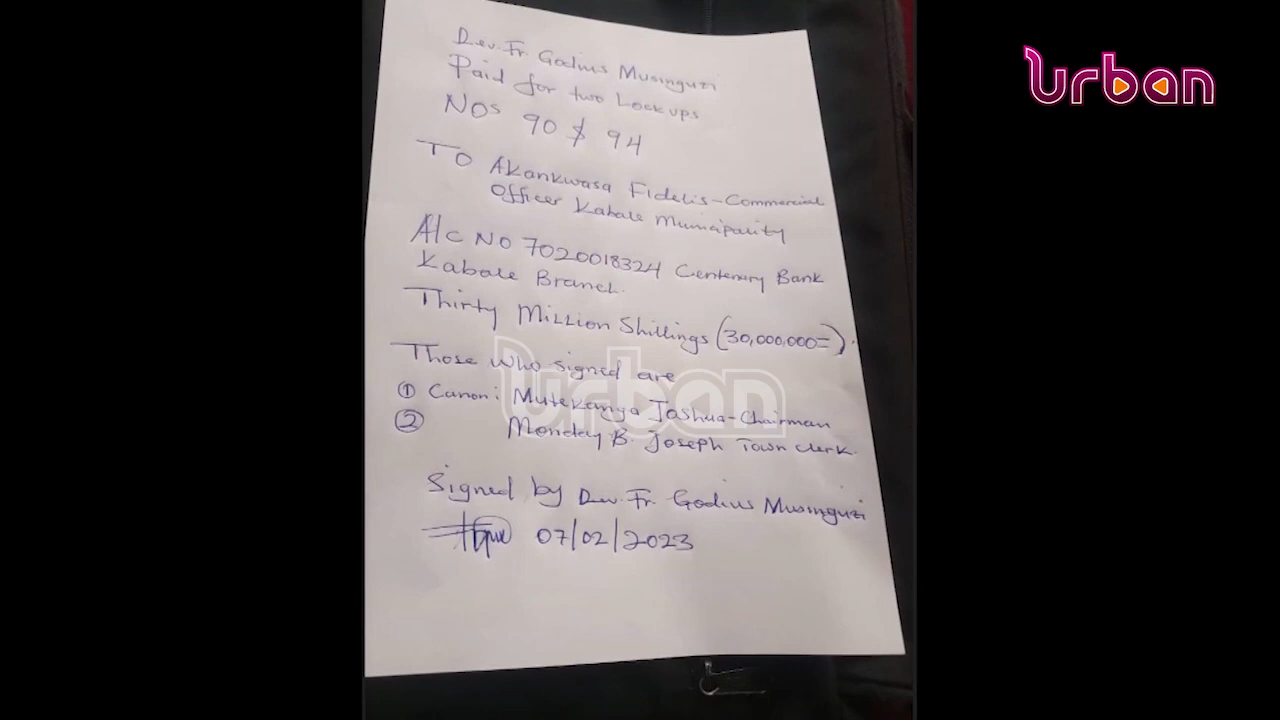 urban
Rev. Fr. Godius Musinguzi
Paid for two Lockups
NOs 90 $ 94
To Akankwasa Fidelis-Commercial
Officer Kabale Municipality
A/c No 7020018324 Centenary Bank
Kabale Branch.
Thirty Million Shillings (30,000,000=).
Those who signed are
① Canon: Mutekanga Joshua-Chairman
② Monday B. Joseph Town Clerk.
urban
Signed by Rev. Fr. Godius Musinguzi
07/02/2023